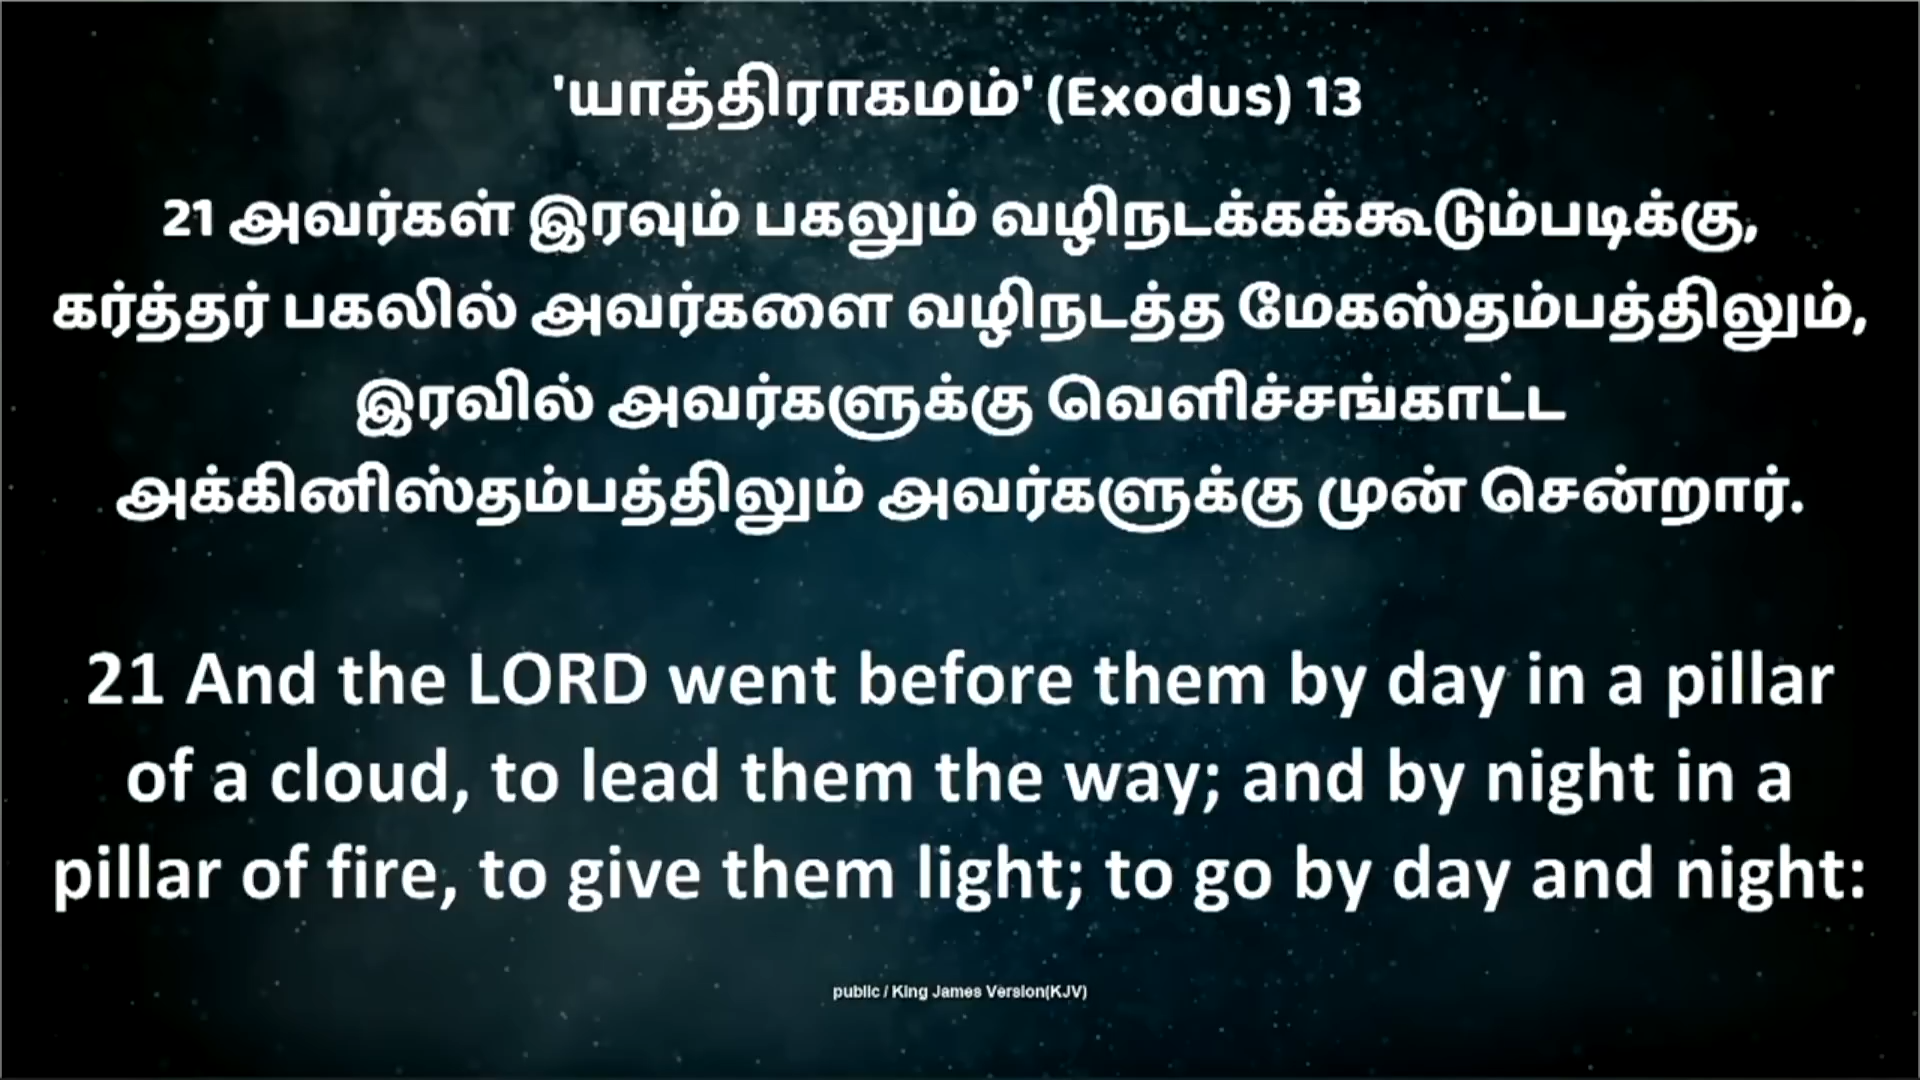 'யாத்திராகமம்' (Exodus) 13
21 அவர்கள் இரவும் பகலும் வழிநடக்கக்கூடும்படிக்கு,
கர்த்தர் பகலில் அவர்களை வழிநடத்த மேகஸ்தம்பத்திலும்,
இரவில் அவர்களுக்கு வெளிச்சங்காட்ட
அக்கினிஸ்தம்பத்திலும் அவர்களுக்கு முன் சென்றார்.
21 And the LORD went before them by day in a pillar
of a cloud, to lead them the way; and by night in a
pillar of fire, to give them light; to go by day and night:
public / King James Version(KJV)